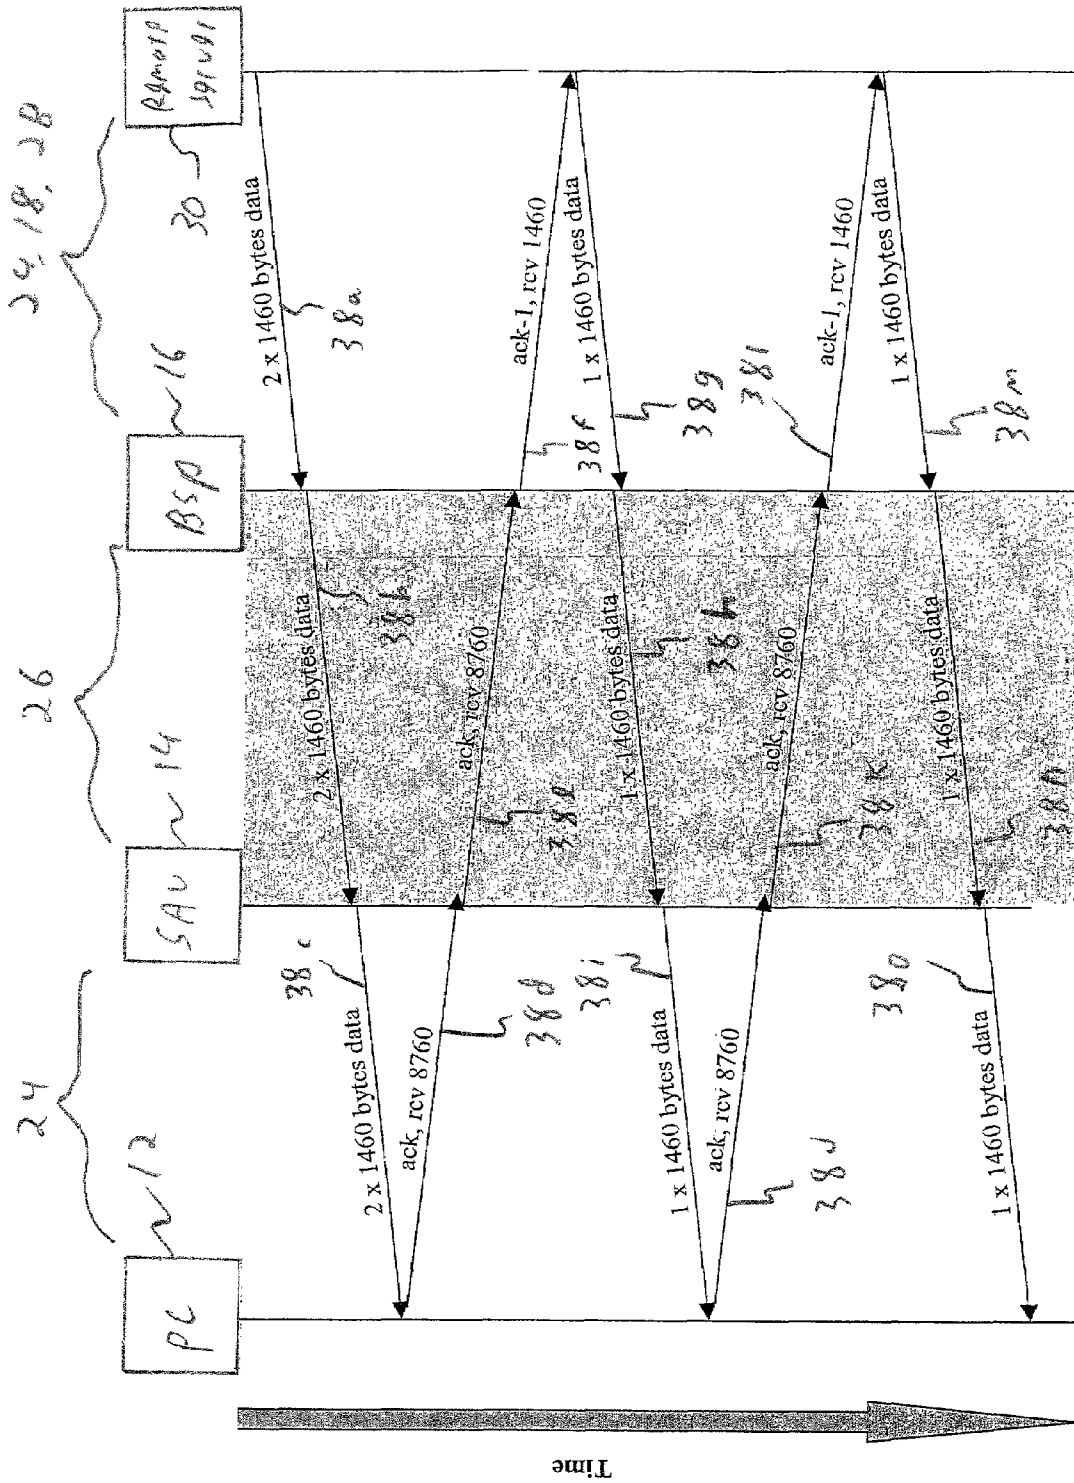 24
26
24, 18, 28
PC
12
SAV
14
BSP
16
30
Remote
Server
2 x 1460 bytes data
38a
2 x 1460 bytes data
38b
2 x 1460 bytes data
38c
ack, rcv 8760
38d
ack, rcv 8760
38e
ack-1, rcv 1460
38f
1 x 1460 bytes data
38g
1 x 1460 bytes data
38h
1 x 1460 bytes data
38i
ack, rcv 8760
38j
ack, rcv 8760
38k
ack-1, rcv 1460
38l
1 x 1460 bytes data
38m
1 x 1460 bytes data
38n
1 x 1460 bytes data
38o
Time